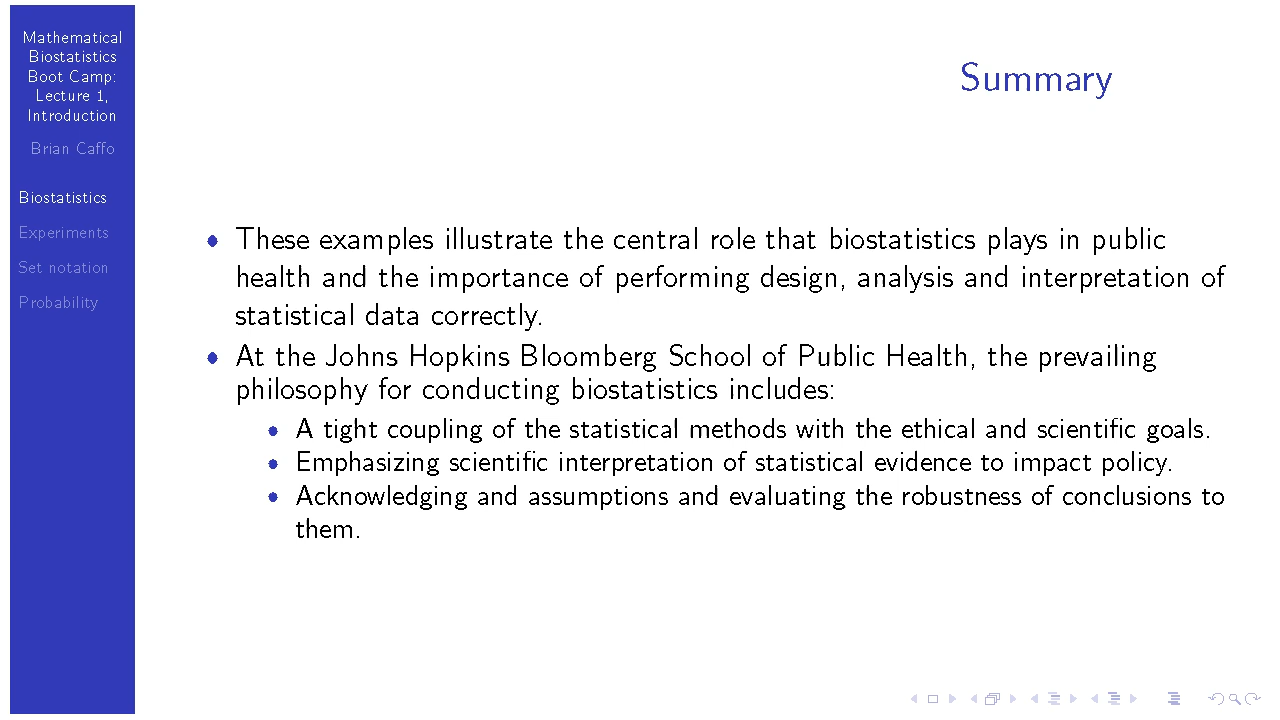 Mathematical
Biostatistics
Boot Camp:
Lecture 1,
Introduction
Brian Caffo
Biostatistics
Experiments
Set notation
Probability
Summary
• These examples illustrate the central role that biostatistics plays in public
health and the importance of performing design, analysis and interpretation of
statistical data correctly.
• At the Johns Hopkins Bloomberg School of Public Health, the prevailing
philosophy for conducting biostatistics includes:
• A tight coupling of the statistical methods with the ethical and scientific goals.
• Emphasizing scientific interpretation of statistical evidence to impact policy.
• Acknowledging and assumptions and evaluating the robustness of conclusions to
them.